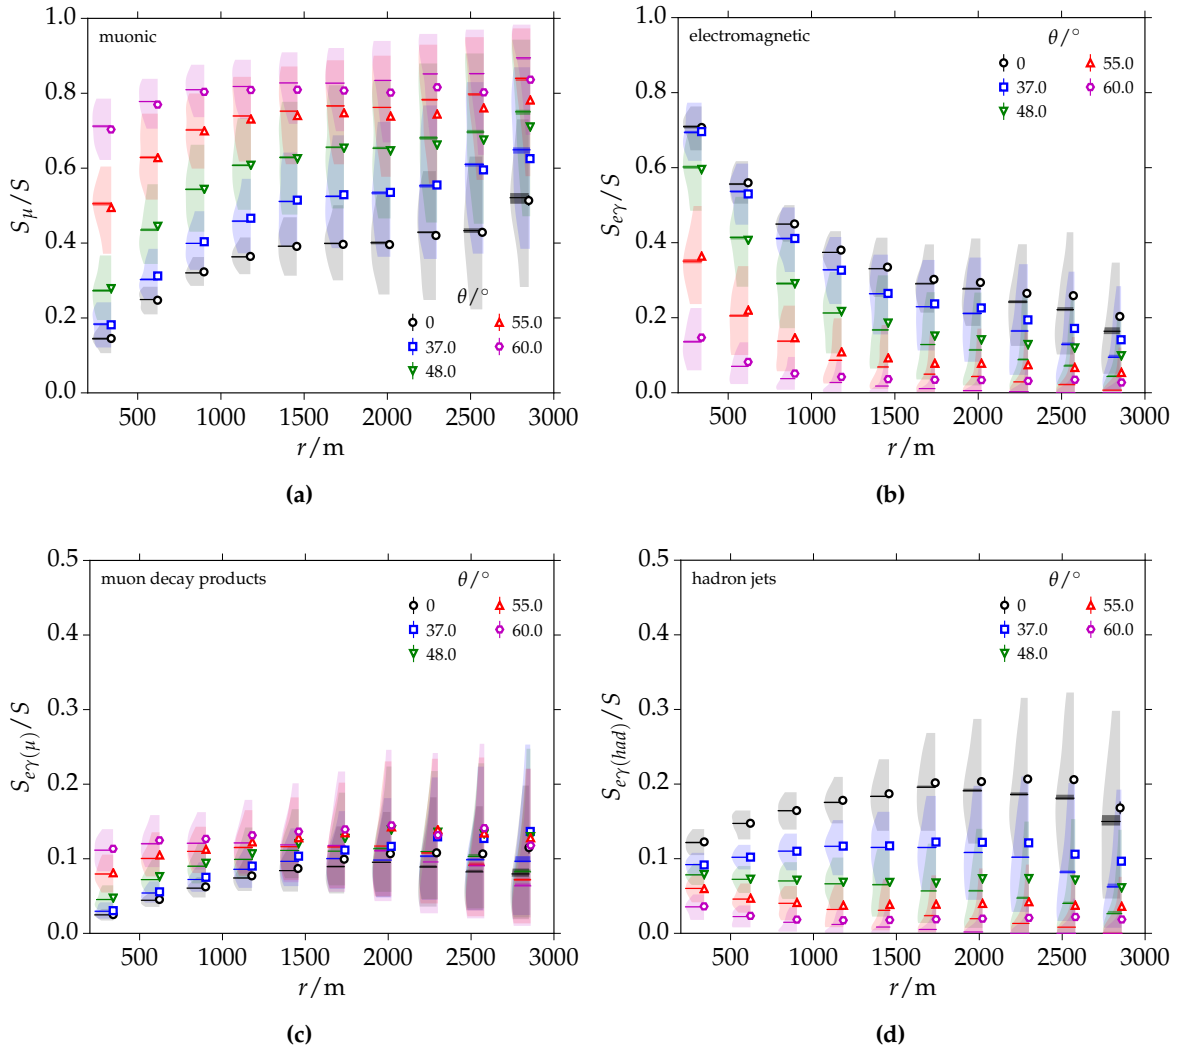 muonic
1.0
0.8
0.6
0.4
0.2
0.0
S_μ/S
θ/°
0
37.0
48.0
55.0
60.0
500 1000 1500 2000 2500 3000
r/m
(a)
electromagnetic
1.0
0.8
0.6
0.4
0.2
0.0
S_{eγ}/S
θ/°
0
37.0
48.0
55.0
60.0
500 1000 1500 2000 2500 3000
r/m
(b)
muon decay products
0.5
0.4
0.3
0.2
0.1
0.0
S_{eγ(μ)}/S
θ/°
0
37.0
48.0
55.0
60.0
500 1000 1500 2000 2500 3000
r/m
(c)
hadron jets
0.5
0.4
0.3
0.2
0.1
0.0
S_{eγ(had)}/S
θ/°
0
37.0
48.0
55.0
60.0
500 1000 1500 2000 2500 3000
r/m
(d)